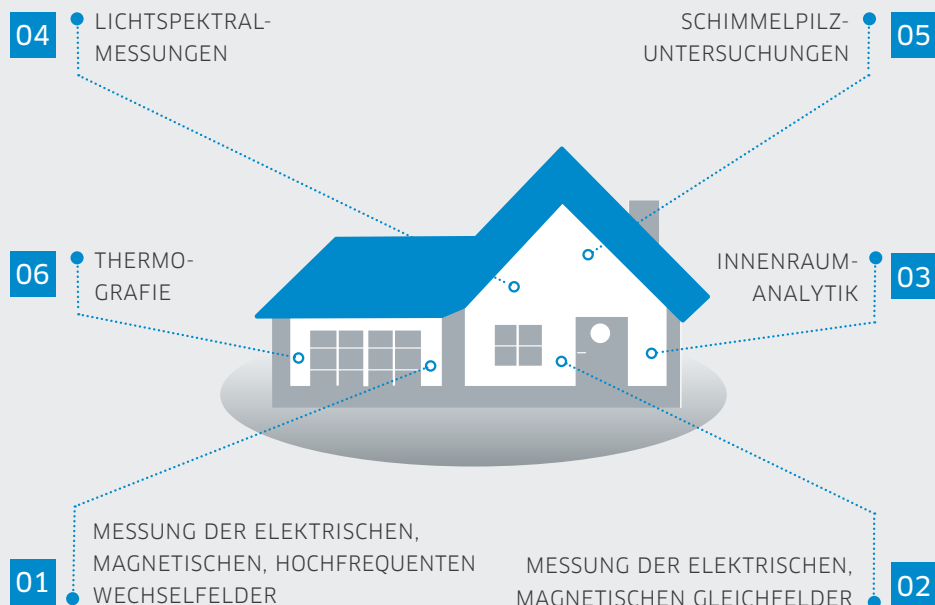 04
LICHTSPEKTRAL-
MESSUNGEN
SCHIMMELPILZ-
UNTERSUCHUNGEN
05
06
THERMO-
GRAFIE
INNENRAUM-
ANALYTIK
03
01
MESSUNG DER ELEKTRISCHEN,
MAGNETISCHEN, HOCHFREQUENTEN
WECHSELFELDER
MESSUNG DER ELEKTRISCHEN,
MAGNETISCHEN GLEICHFELDER
02